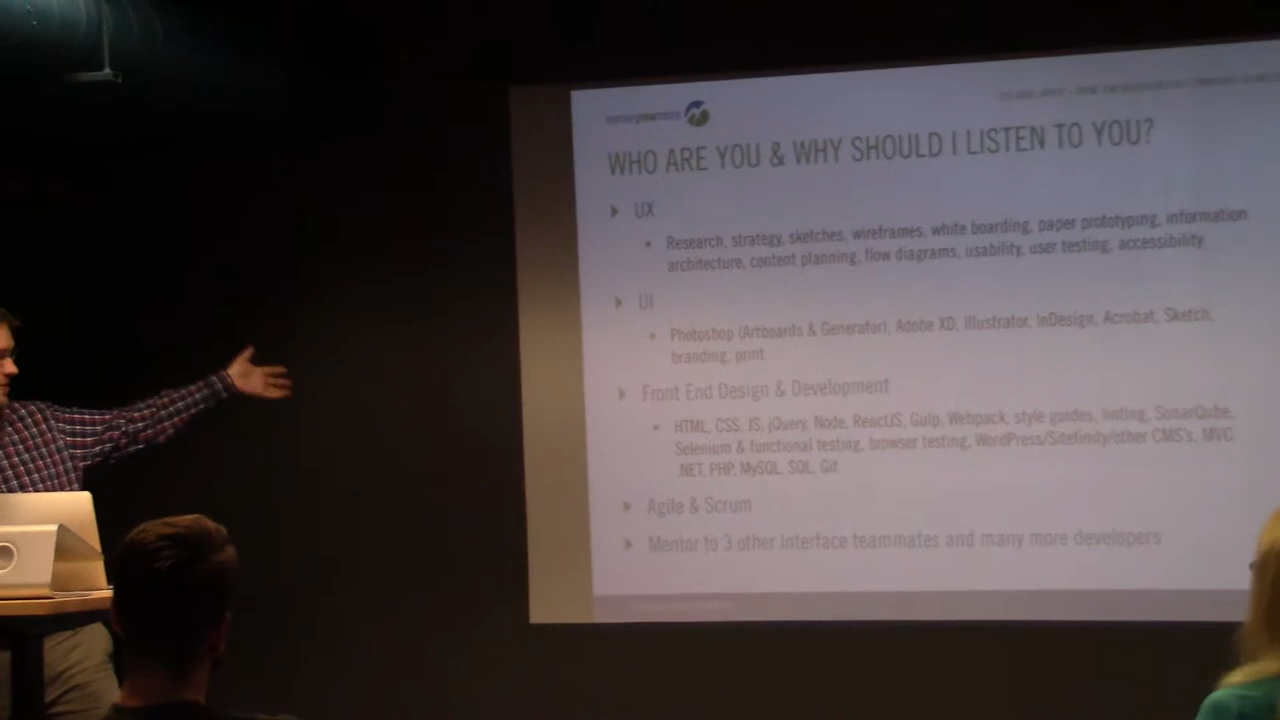 WHO ARE YOU & WHY SHOULD I LISTEN TO YOU?
UX
Research, strategy, sketches, wireframes, white boarding, paper prototyping, information
architecture, content planning, flow diagrams, usability, user testing, accessibility
UI
Photoshop (Artboards & Generator), Adobe XD, Illustrator, InDesign, Acrobat, Sketch,
branding, print
Front End Design & Development
HTML, CSS, JS, jQuery, Node, ReactJS, Gulp, Webpack, style guides, linting, SonarQube,
Selenium & functional testing, browser testing, WordPress/Sitefinity/other CMS's, MVC
.NET, PHP, MySQL, SQL, Git
Agile & Scrum
Mentor to 3 other interface teammates and many more developers